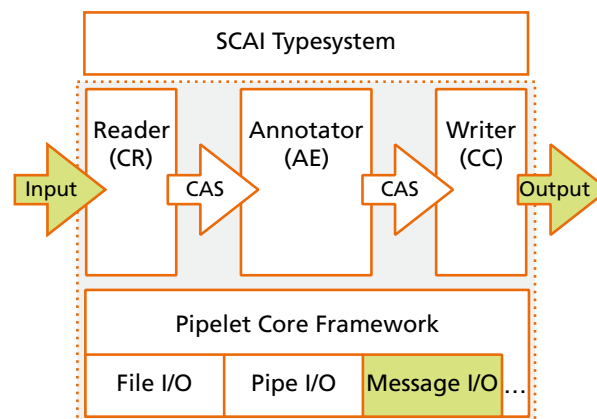 SCAI Typesystem
Reader
(CR)
Annotator
(AE)
Writer
(CC)
Input
CAS
CAS
Output
Pipelet Core Framework
File I/O
Pipe I/O
Message I/O
...